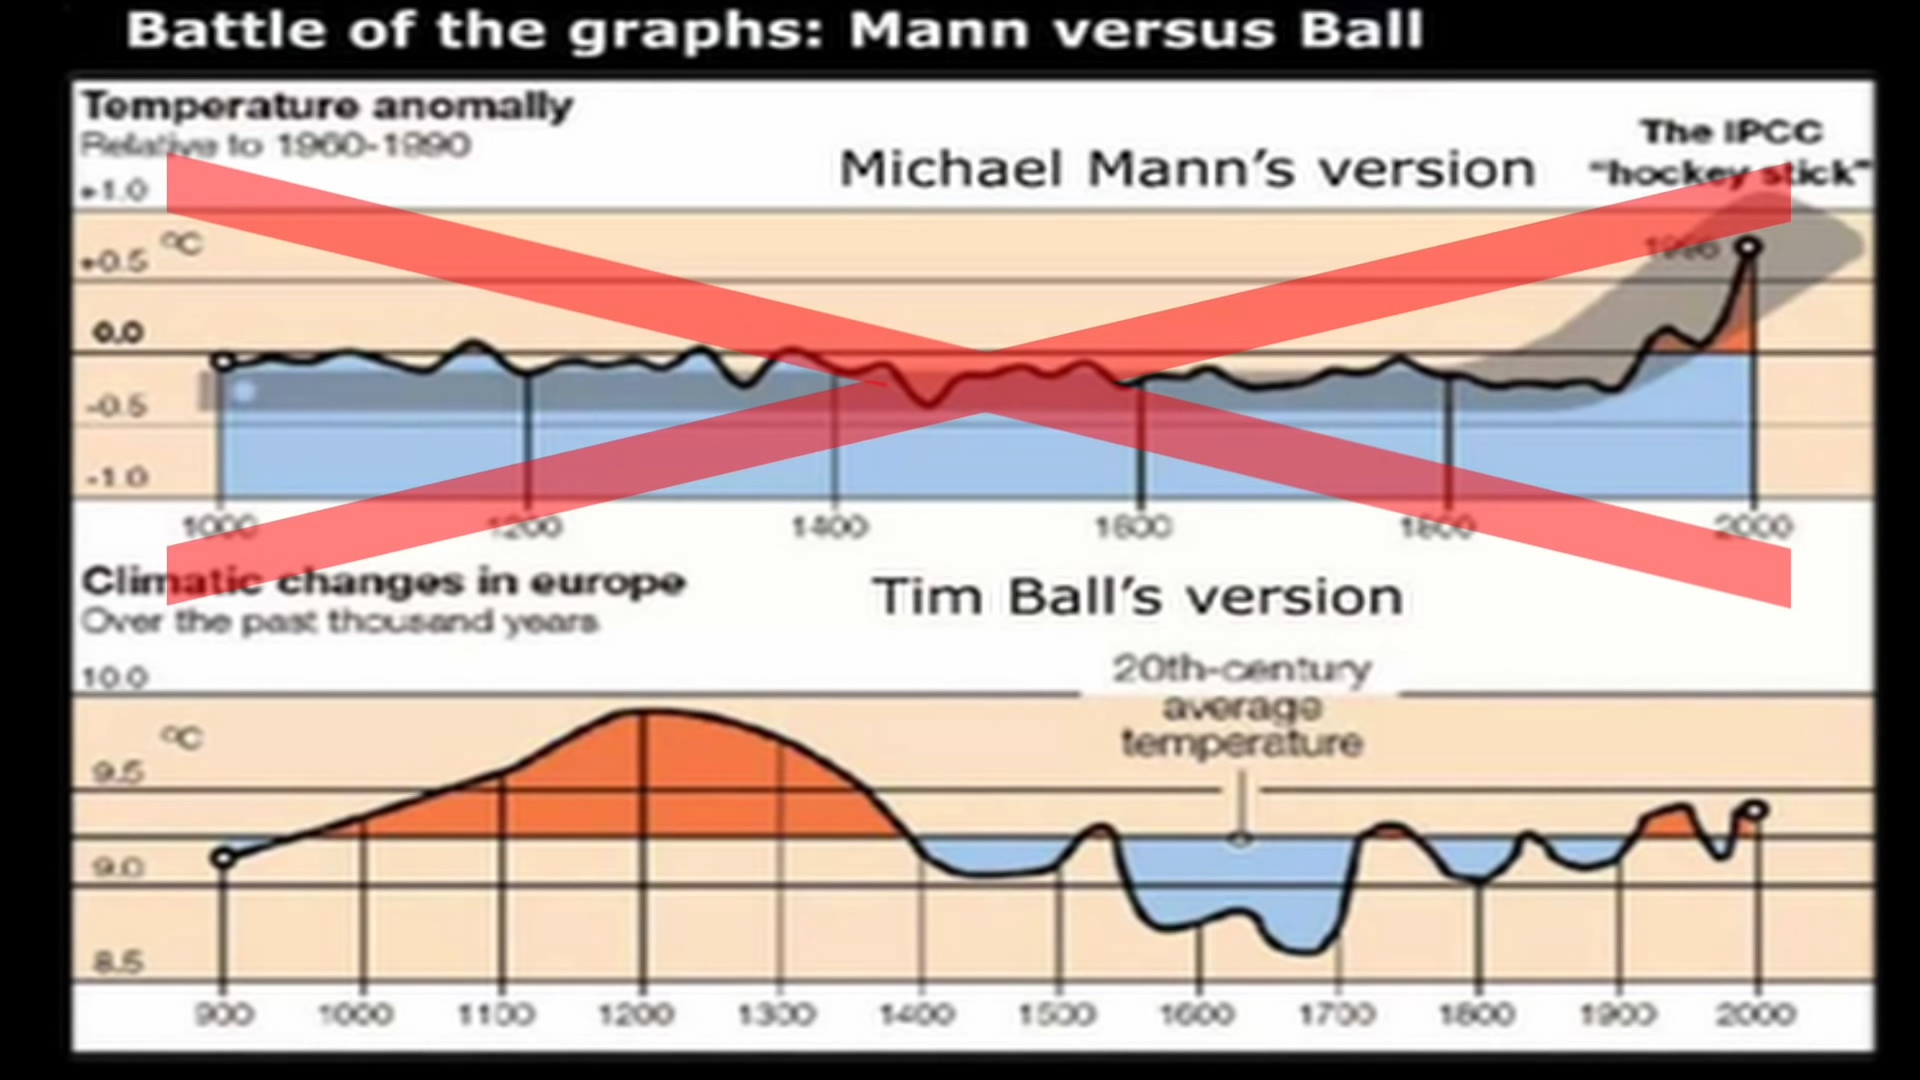 Battle of the graphs: Mann versus Ball
Temperature anomally
Relative to 1960-1990
Michael Mann's version
The IPCC
"hockey stick"
+1.0
°C
+0.5
0.0
-0.5
-1.0
1000 1200 1400 1600 1800 2000
Climatic changes in europe
Over the past thousand years
Tim Ball's version
20th-century
average
temperature
10.0
°C
9.5
9.0
8.5
900 1000 1100 1200 1300 1400 1500 1600 1700 1800 1900 2000